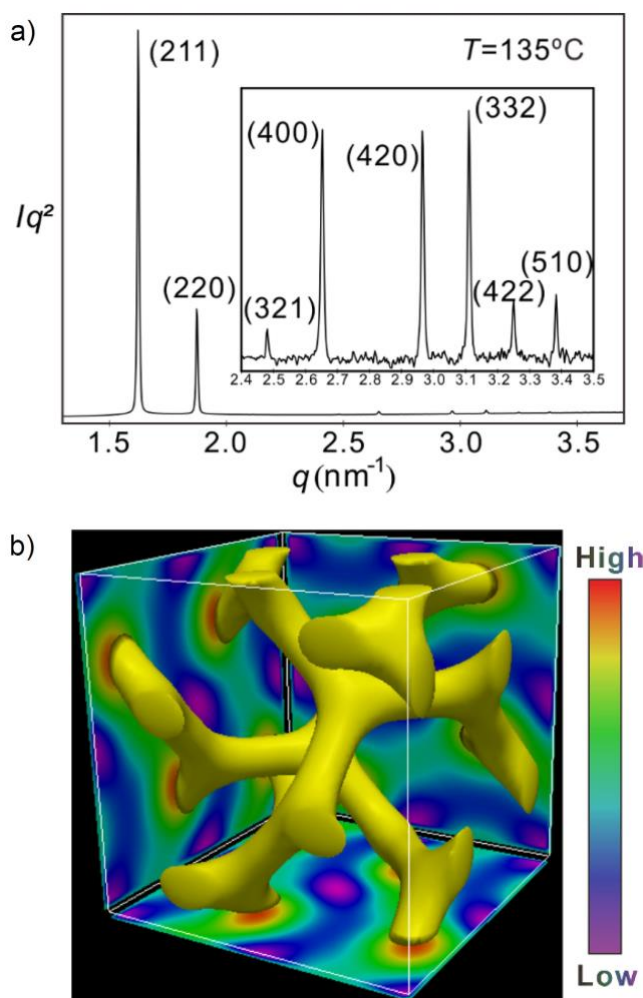 a)
(211)
T=135°C
(332)
(400)
(420)
Iq²
(510)
(220)
(422)
(321)
2.4 2.5 2.6 2.7 2.8 2.9 3.0 3.1 3.2 3.3 3.4 3.5
1.5 2.0 2.5 3.0 3.5
q (nm⁻¹)
b)
High
Low